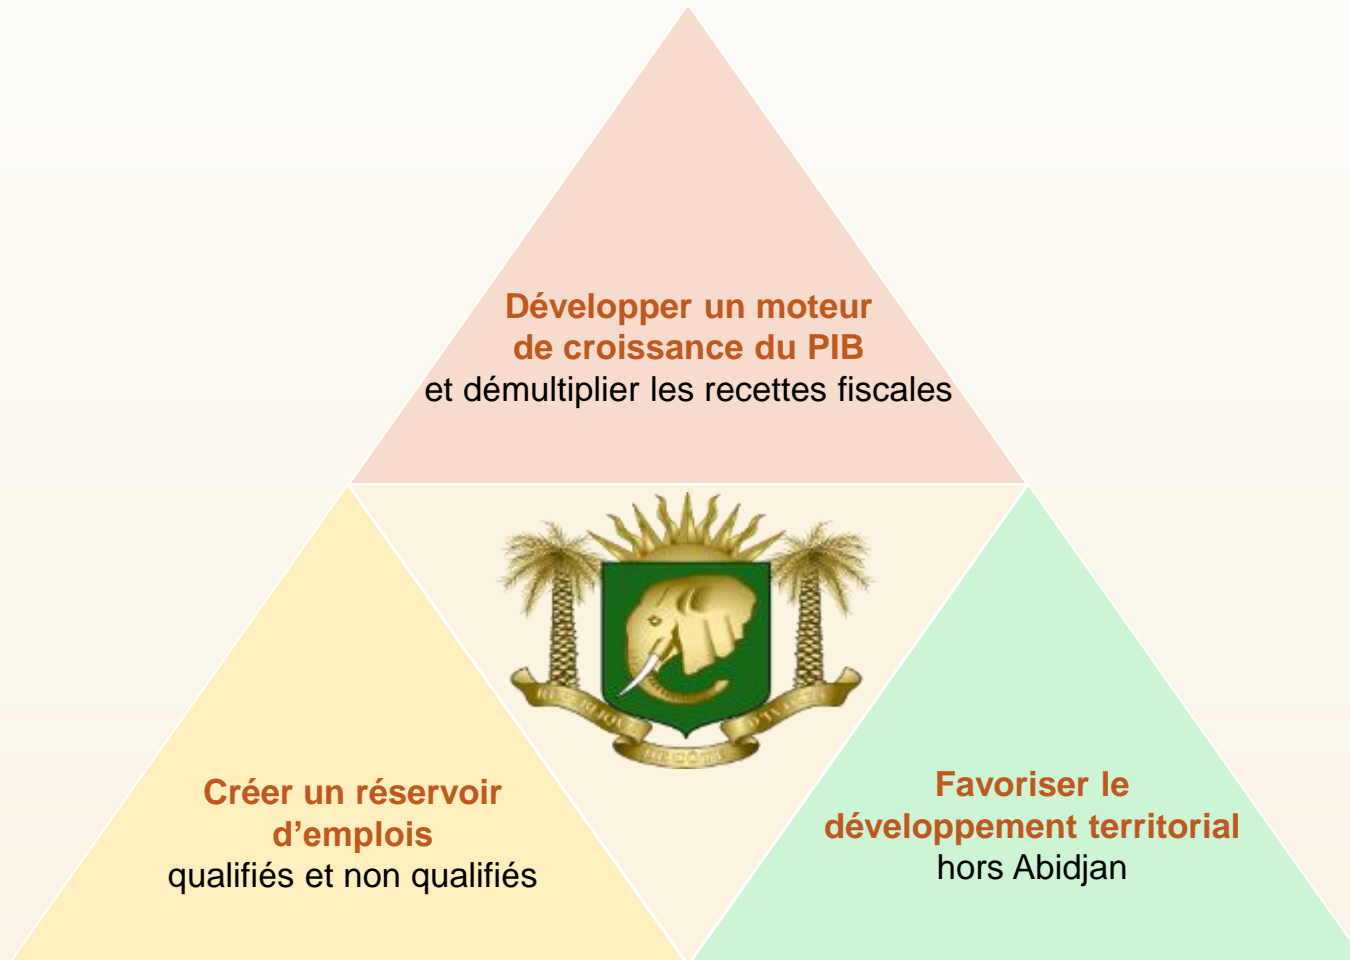 Développer un moteur
de croissance du PIB
et démultiplier les recettes fiscales
Créer un réservoir
d’emplois
qualifiés et non qualifiés
Favoriser le
développement territorial
hors Abidjan